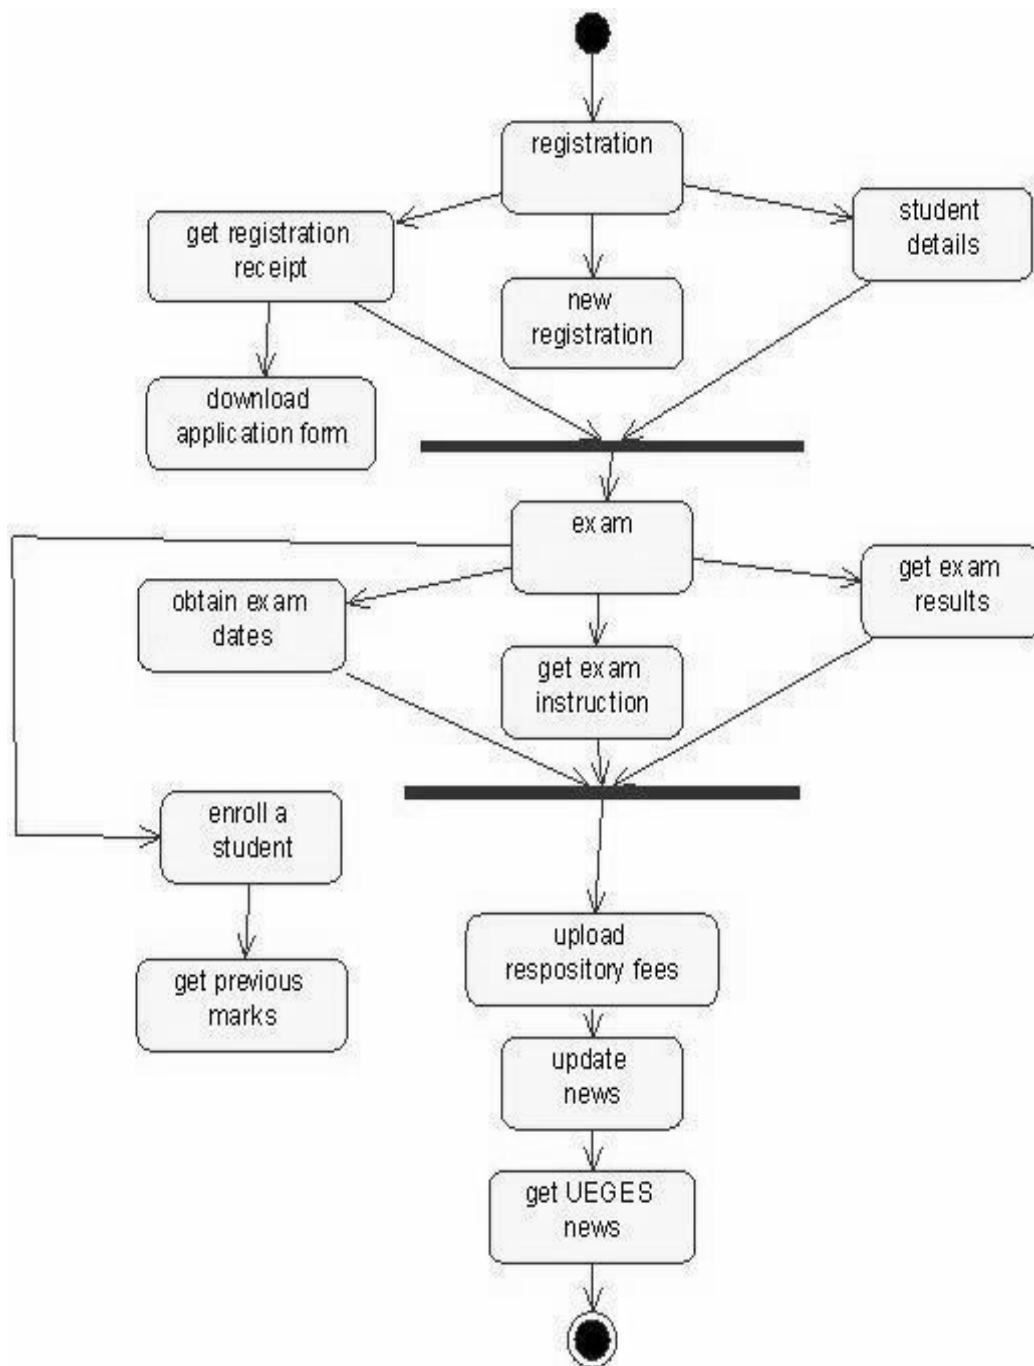 registration
get registration
receipt
student
details
new
registration
download
application form
exam
get exam
results
obtain exam
dates
get exam
instruction
enroll a
student
upload
respository fees
get previous
marks
update
news
get UEGES
news